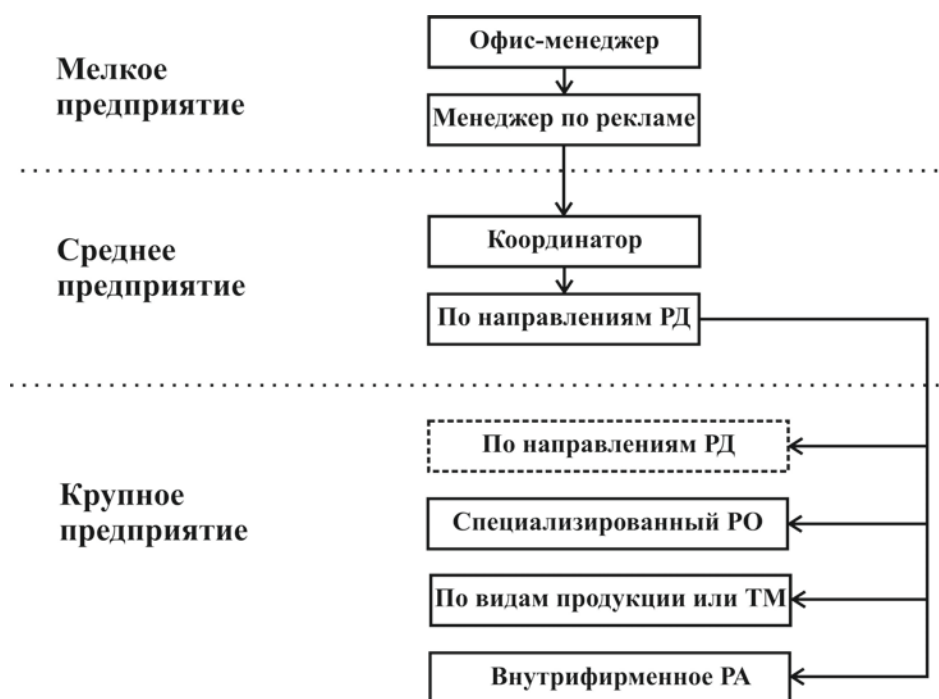 Мелкое
предприятие
Офис-менеджер
Менеджер по рекламе
Среднее
предприятие
Координатор
По направлениям РД
Крупное
предприятие
По направлениям РД
Специализированный РО
По видам продукции или ТМ
Внутрифирменное РА